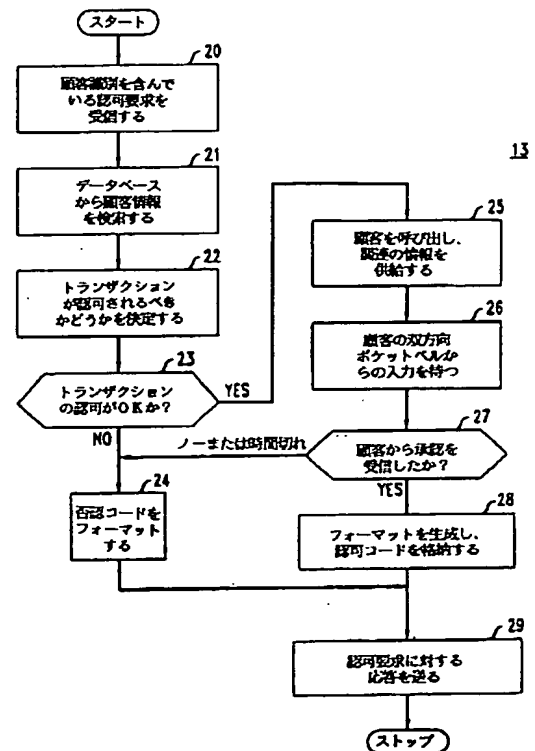 スタート
20
顧客識別を含んで
いる認可要求を
受信する
21
データベース
から顧客情報
を検索する
22
トランザクション
が認可されるべき
かどうかを決定する
23
トランザクション
の認可がOKか?
YES
NO
24
否認コードを
フォーマット
する
13
25
顧客を呼び出し、
関連の情報を
供給する
26
顧客の双方向
ポケットベルか
らの入力を待つ
27
顧客から承認を
受信したか?
ノーまたは時間切れ
YES
28
フォーマットを生成し、
認可コードを格納する
29
認可要求に対する
応答を送る
ストップ